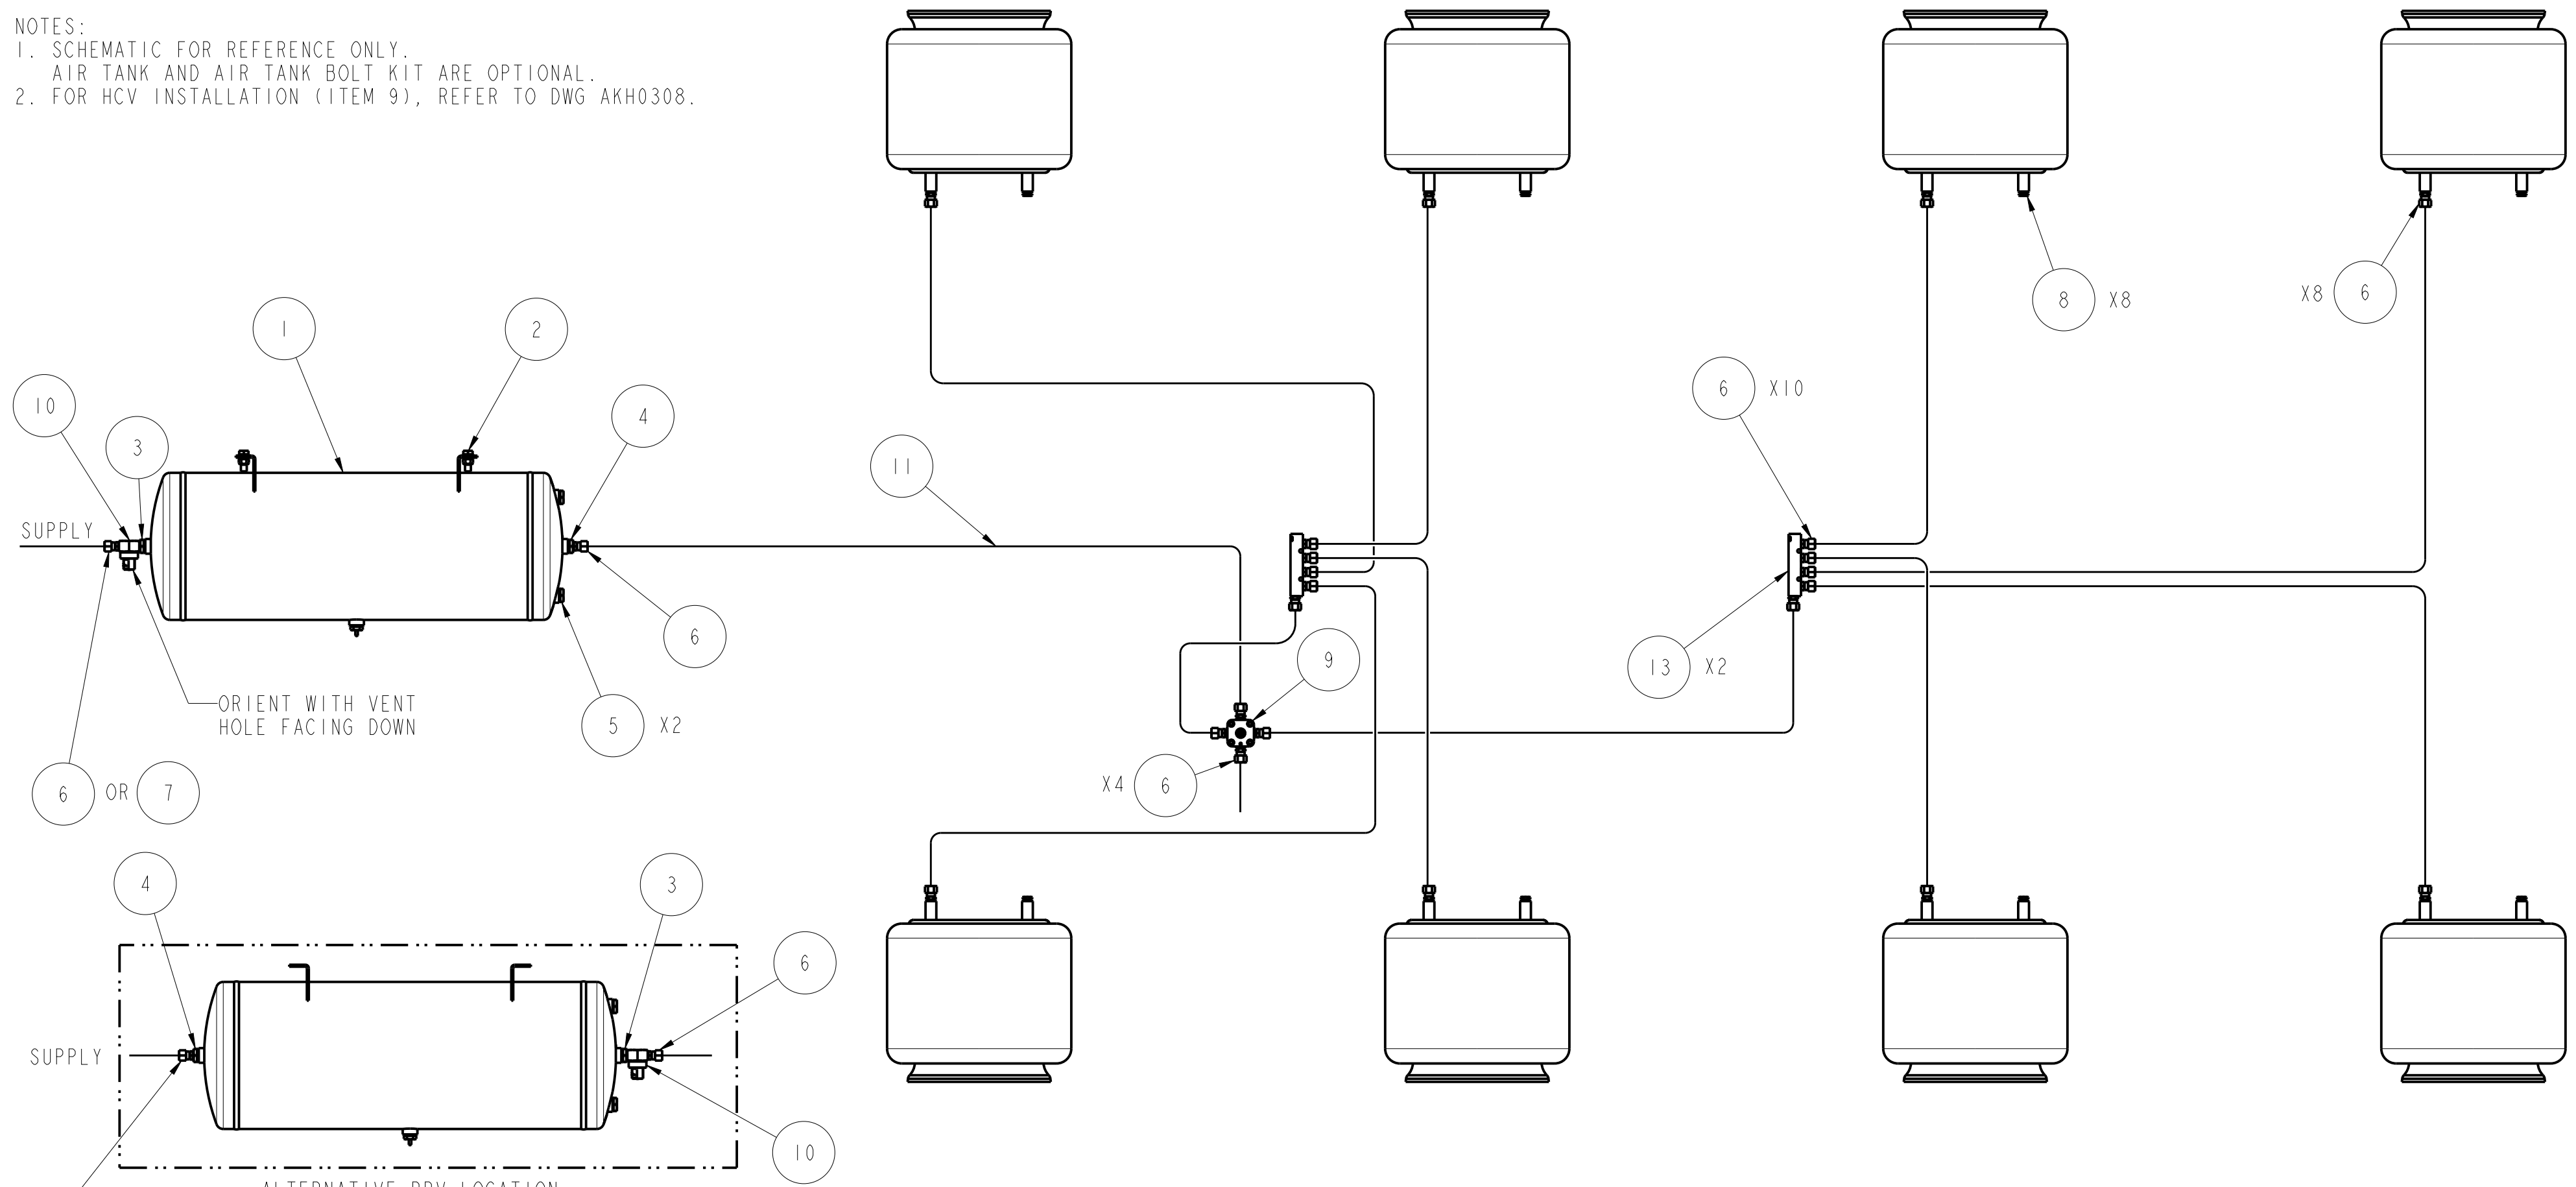 NOTES:
1. SCHEMATIC FOR REFERENCE ONLY.
AIR TANK AND AIR TANK BOLT KIT ARE OPTIONAL.
2. FOR HCV INSTALLATION (ITEM 9), REFER TO DWG AKH0308.
8 X8
X8 6
1
2
10
3
4
6 X10
11
SUPPLY
6
9
13 X2
ORIENT WITH VENT
HOLE FACING DOWN
5 X2
6 OR 7
X4 6
4
3
6
SUPPLY
10
ALTERNATIVE PRV LOCATION